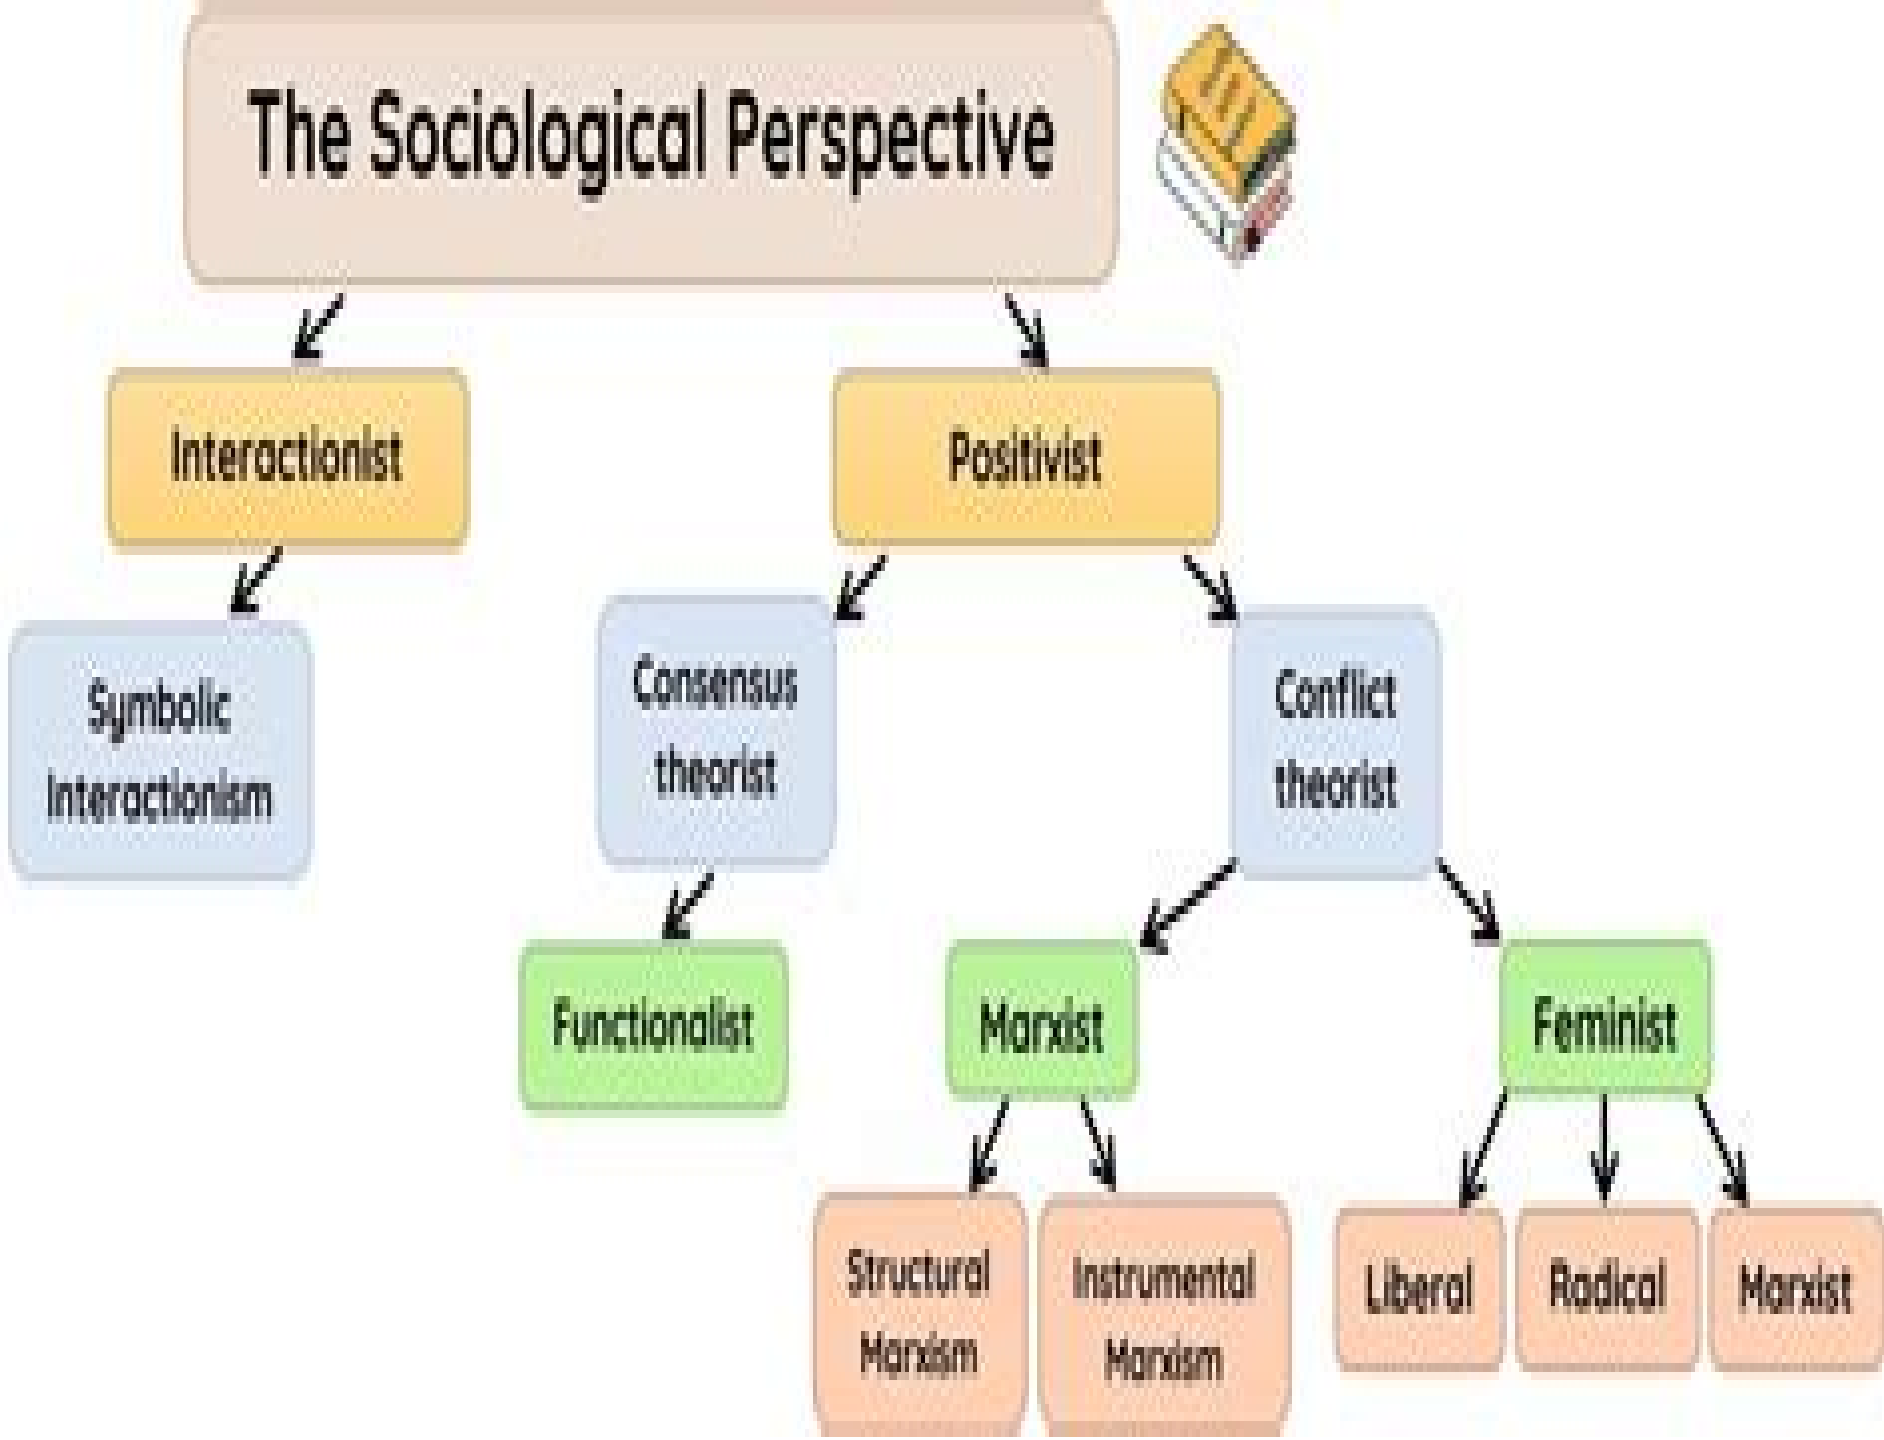 The Sociological Perspective
Interactionist
Positivist
Symbolic
Interactionism
Consensus
theorist
Conflict
theorist
Functionalist
Marxist
Feminist
Structural
Marxism
Instrumental
Marxism
Liberal
Radical
Marxist